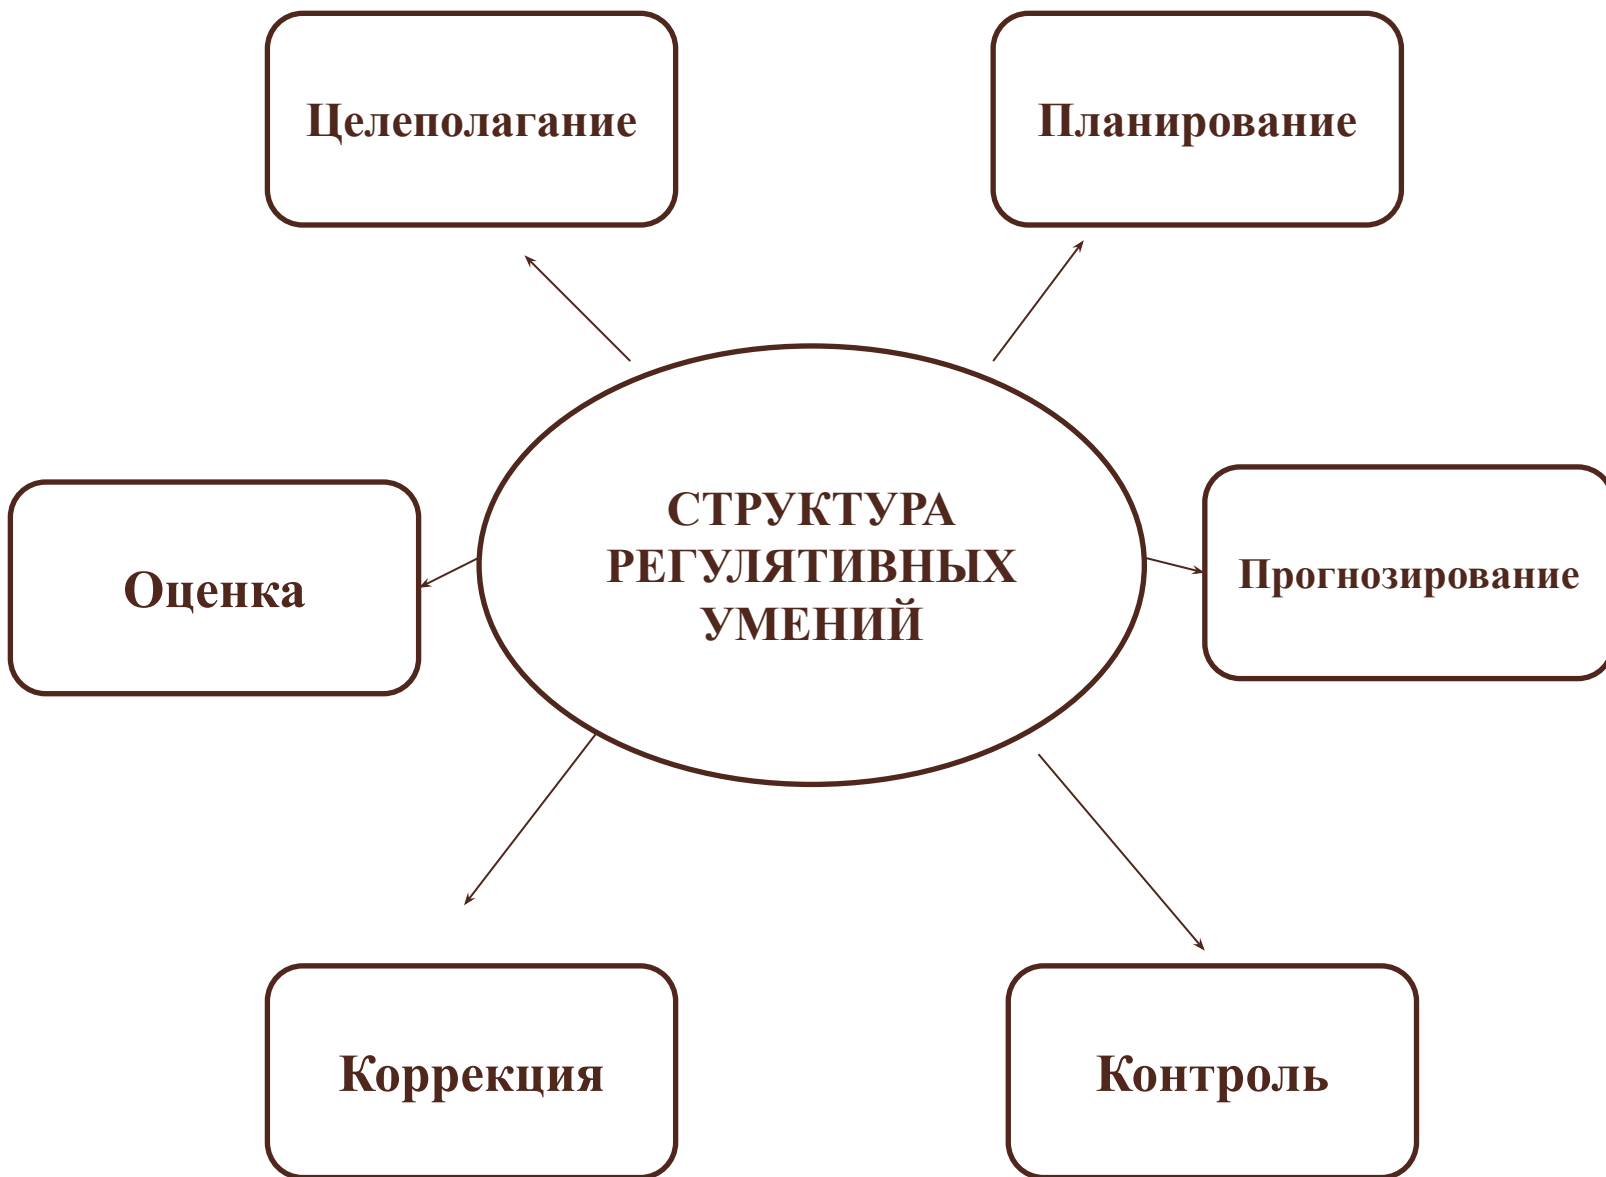 Целеполагание
Планирование
СТРУКТУРА
РЕГУЛЯТИВНЫХ
УМЕНИЙ
Оценка
Прогнозирование
Коррекция
Контроль